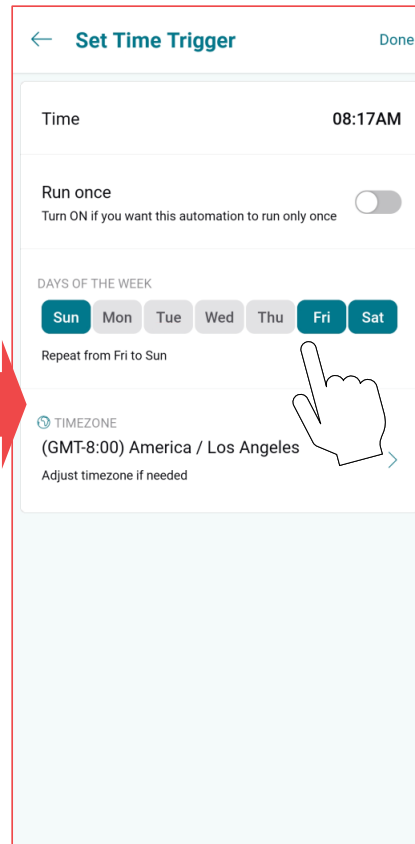 Set Time Trigger Done
Time 08:17AM
Run once
Turn ON if you want this automation to run only once
DAYS OF THE WEEK
Sun Mon Tue Wed Thu Fri Sat
Repeat from Fri to Sun
TIMEZONE
(GMT-8:00) America / Los Angeles
Adjust timezone if needed